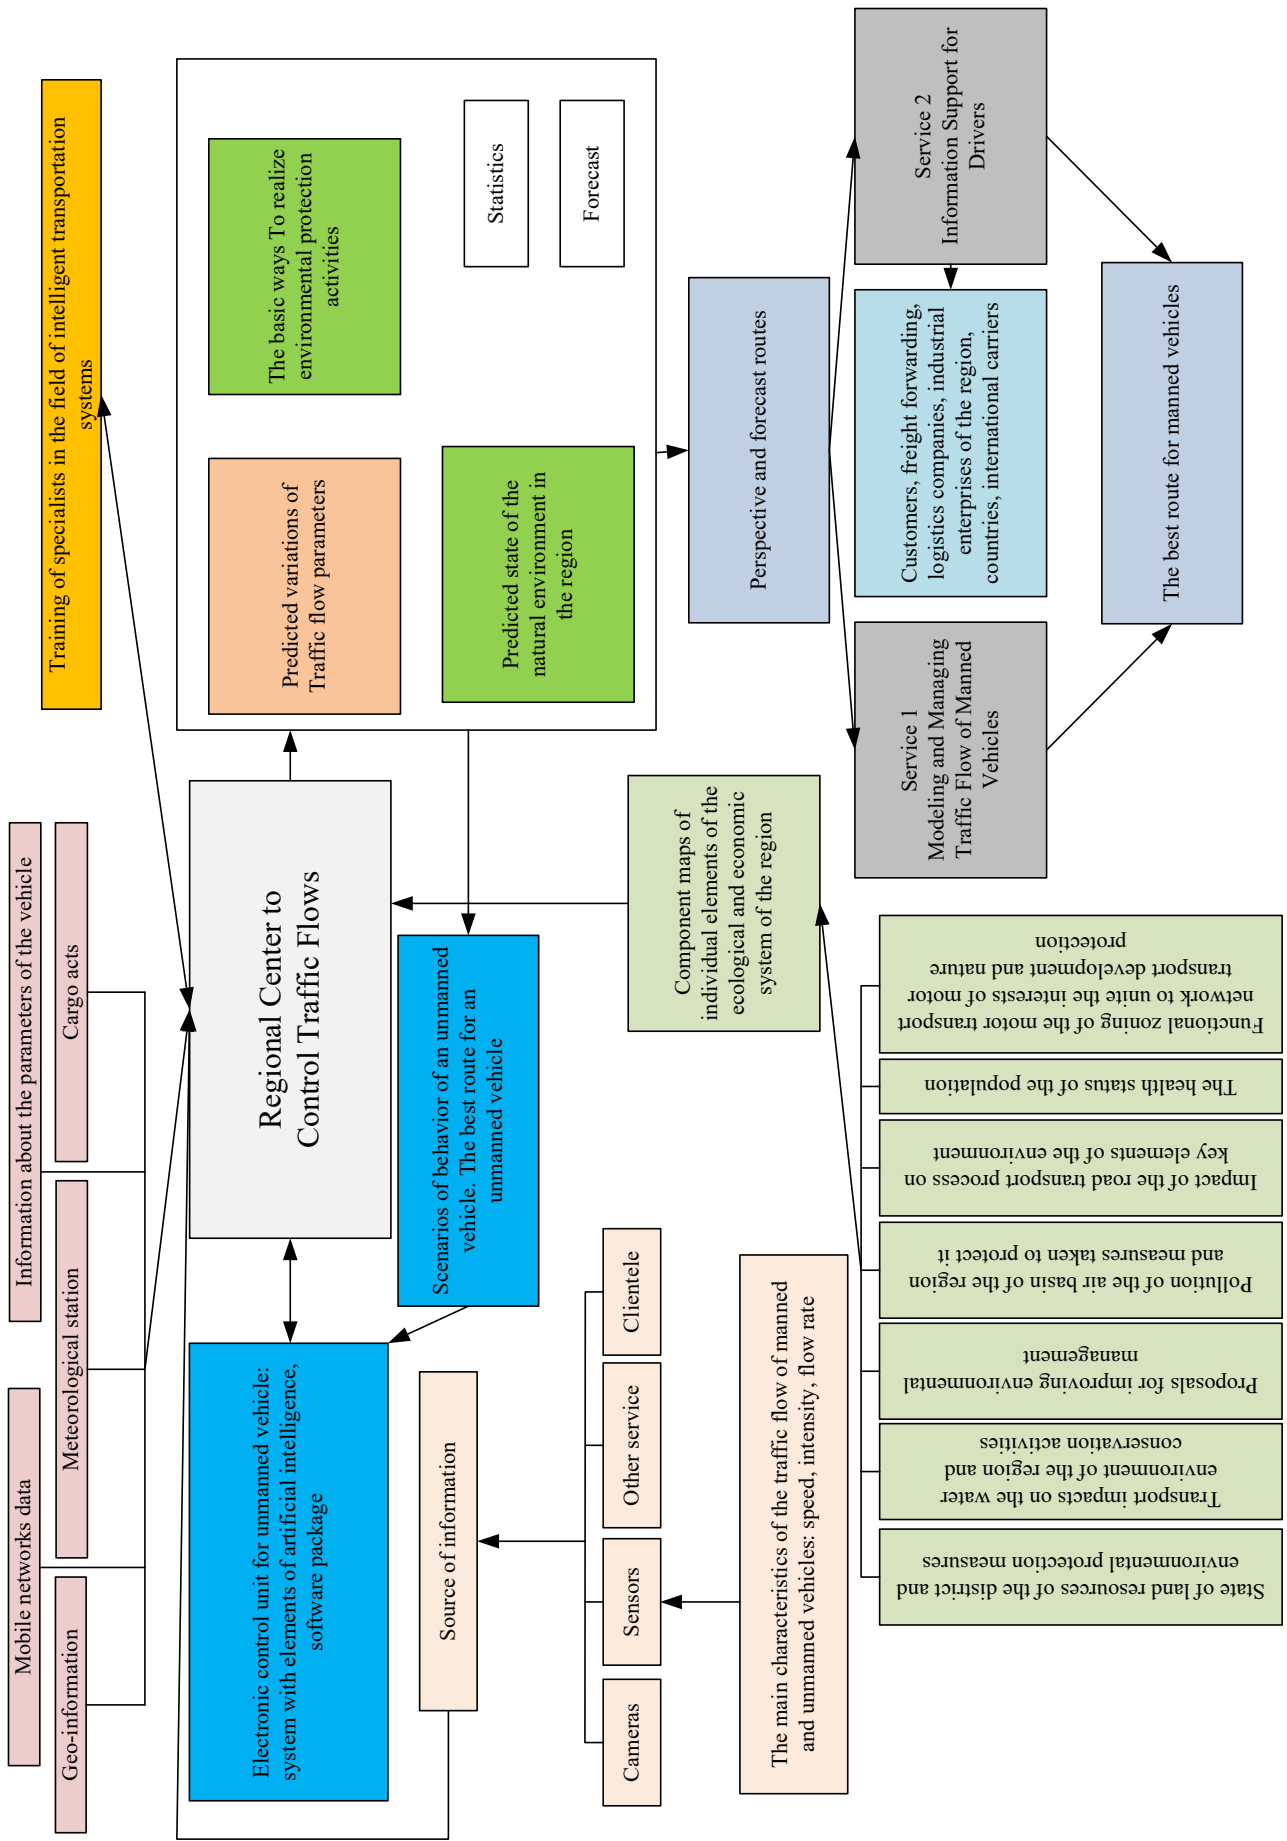 Mobile networks data
Information about the parameters of the vehicle
Training of specialists in the field of intelligent transportation
systems
Geo-information
Meteorological station
Cargo acts
Electronic control unit for unmanned vehicle:
system with elements of artificial intelligence,
software package
Regional Center to
Control Traffic Flows
Predicted variations of
Traffic flow parameters
The basic ways To realize
environmental protection
activities
Predicted state of the
natural environment in
the region
Statistics
Forecast
Source of information
Scenarios of behavior of an unmanned
vehicle. The best route for an
unmanned vehicle
Cameras
Sensors
Other service
Clientele
Component maps of
individual elements of the
ecological and economic
system of the region
Perspective and forecast routes
The main characteristics of the traffic flow of manned
and unmanned vehicles: speed, intensity, flow rate
Service 1
Modeling and Managing
Traffic Flow of Manned
Vehicles
Customers, freight forwarding,
logistics companies, industrial
enterprises of the region,
countries, international carriers
Service 2
Information Support for
Drivers
The best route for manned vehicles
State of land resources of the district and
environmental protection measures
Transport impacts on the water
environment of the region and
conservation activities
Proposals for improving environmental
management
Pollution of the air basin of the region
and measures taken to protect it
Impact of the road transport process on
key elements of the environment
The health status of the population
Functional zoning of the motor transport
network to unite the interests of motor
transport development and nature
protection